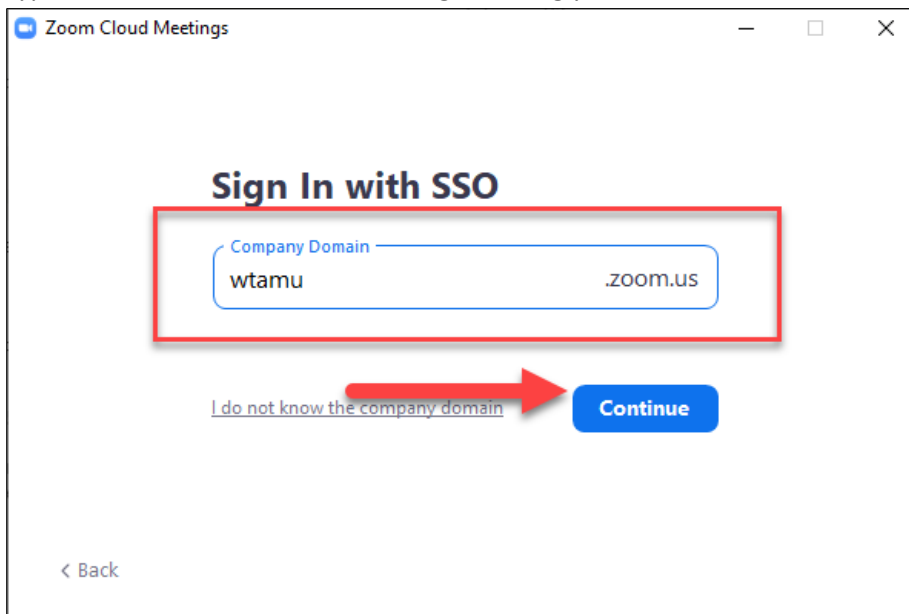 Zoom Cloud Meetings
Sign In with SSO
Company Domain
wtamu .zoom.us
I do not know the company domain Continue
< Back